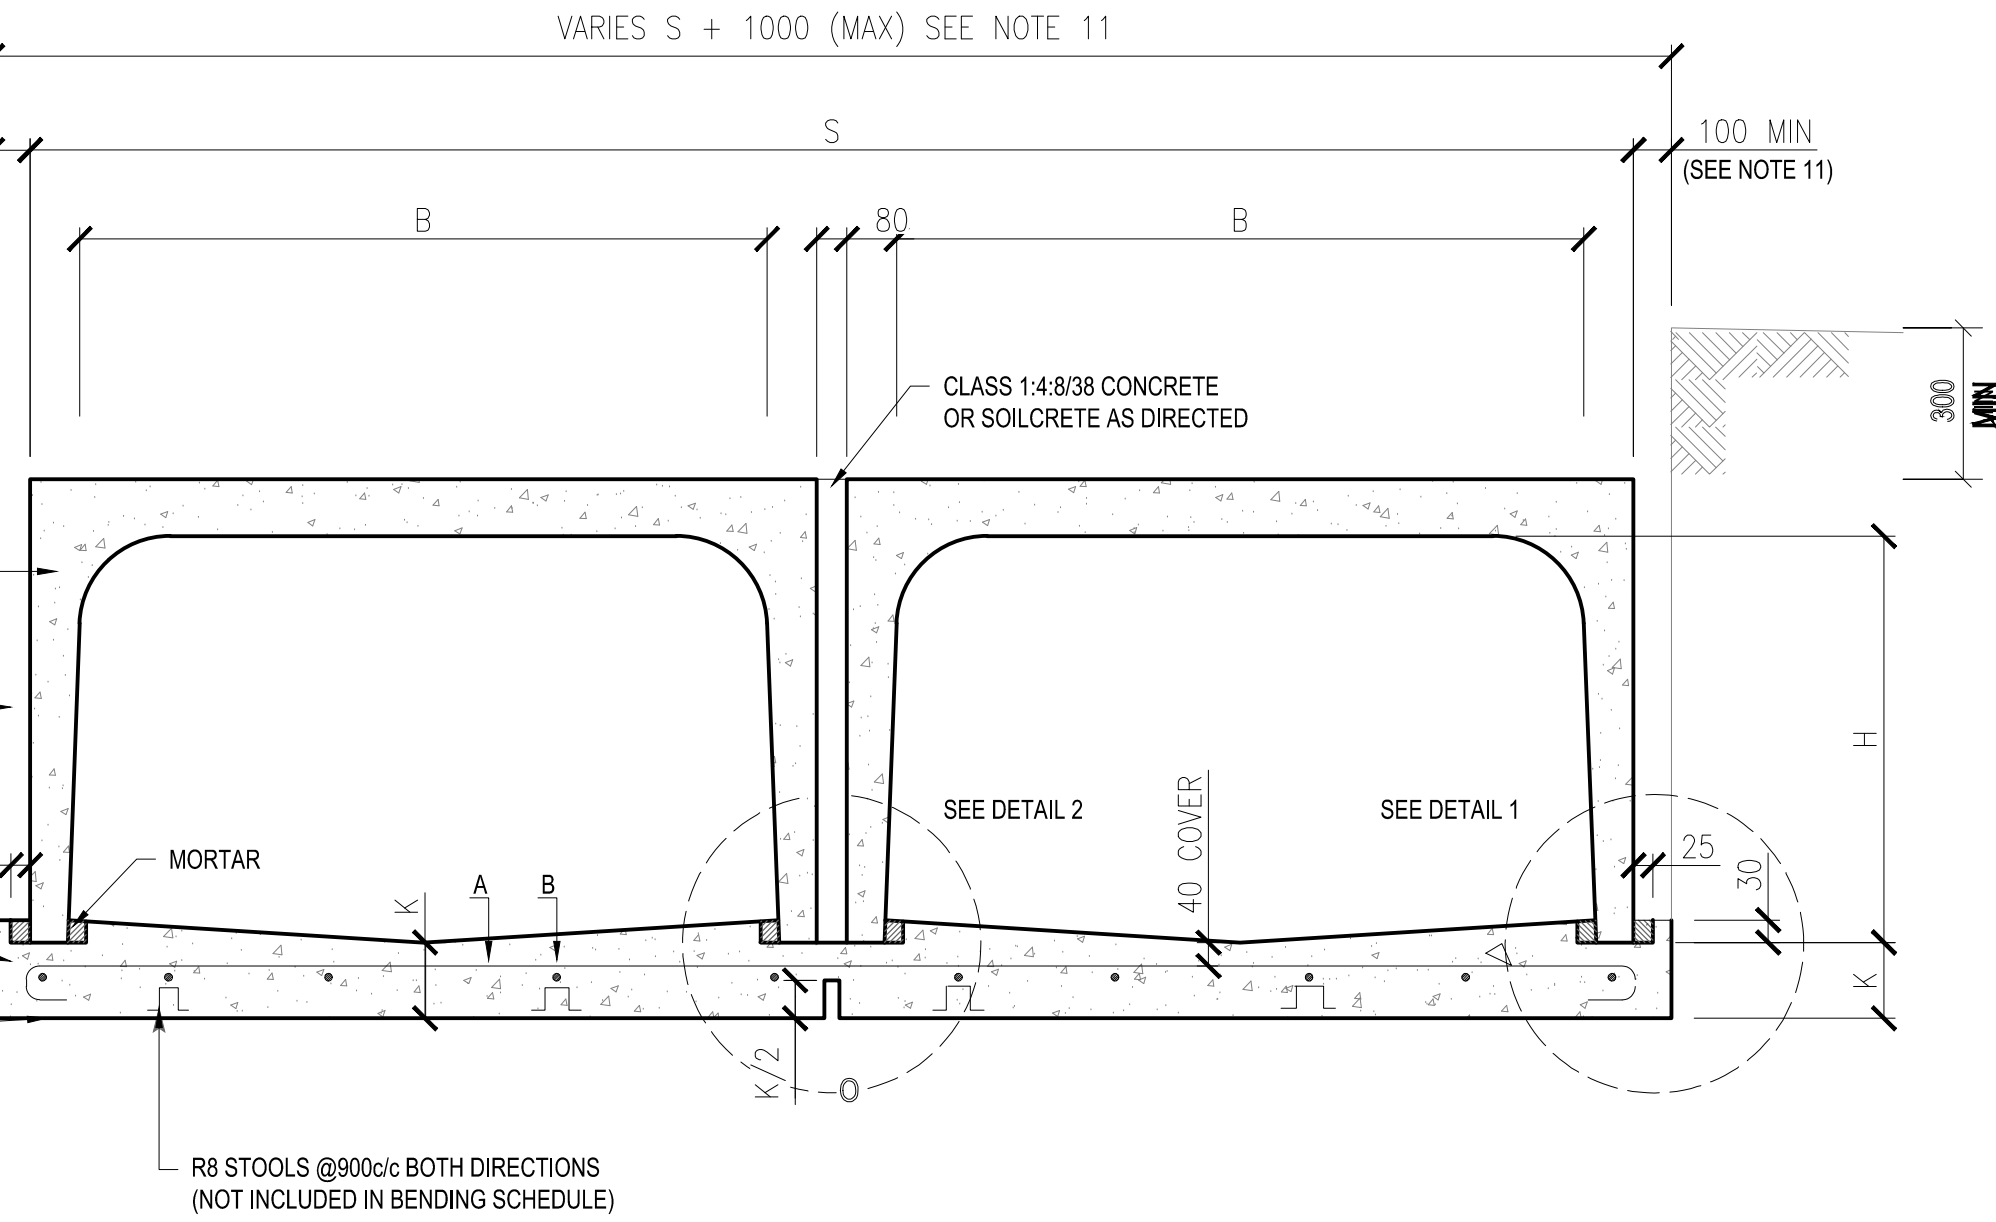 VARIES S + 1000 (MAX) SEE NOTE 11
S
100 MIN
(SEE NOTE 11)
B
80
B
CLASS 1:4:8/38 CONCRETE
OR SOILCRETE AS DIRECTED
300
MIN
H
SEE DETAIL 2
SEE DETAIL 1
40 COVER
MORTAR
25
30
K
A
B
K
K/2
O
R8 STOOLS @900c/c BOTH DIRECTIONS
(NOT INCLUDED IN BENDING SCHEDULE)